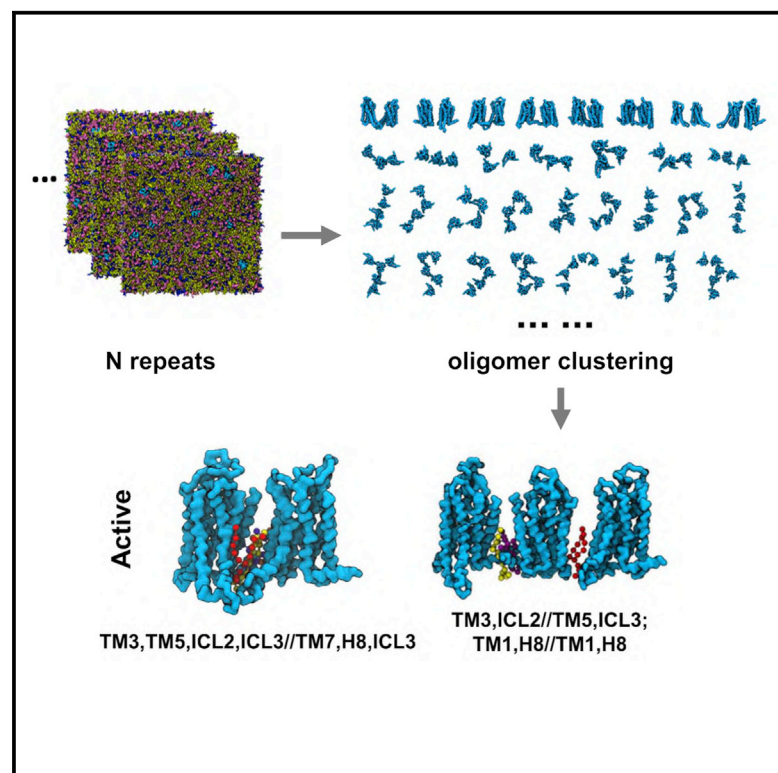 ...
... ...
N repeats
oligomer clustering
Active
TM3,TM5,ICL2,ICL3//TM7,H8,ICL3
TM3,ICL2//TM5,ICL3;
TM1,H8//TM1,H8